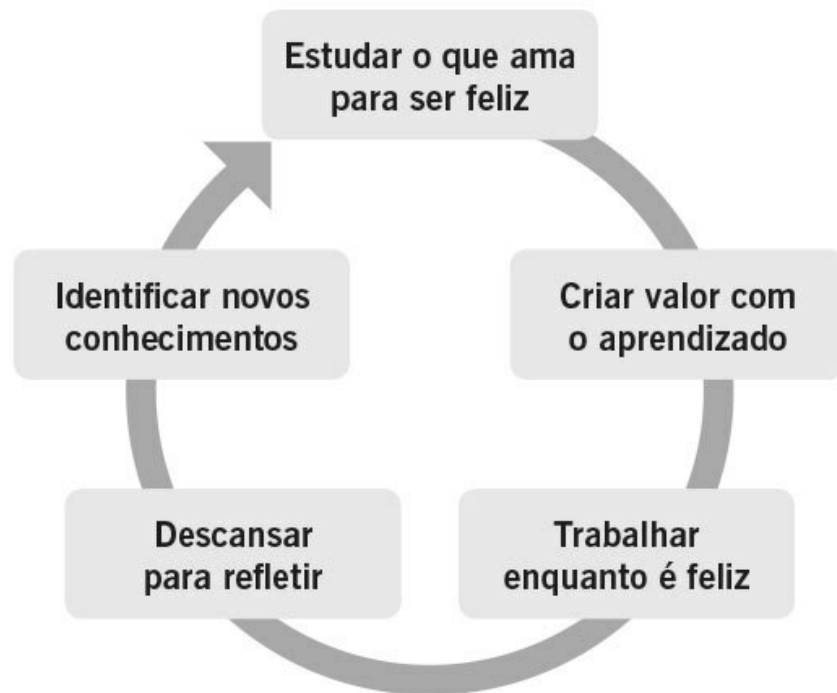 Estudar o que ama
para ser feliz
Criar valor com
o aprendizado
Trabalhar
enquanto é feliz
Descansar
para refletir
Identificar novos
conhecimentos